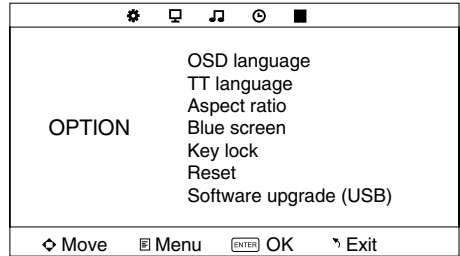 OSD language
TT language
Aspect ratio
OPTION
Blue screen
Key lock
Reset
Software upgrade (USB)
Move Menu ENTER OK Exit